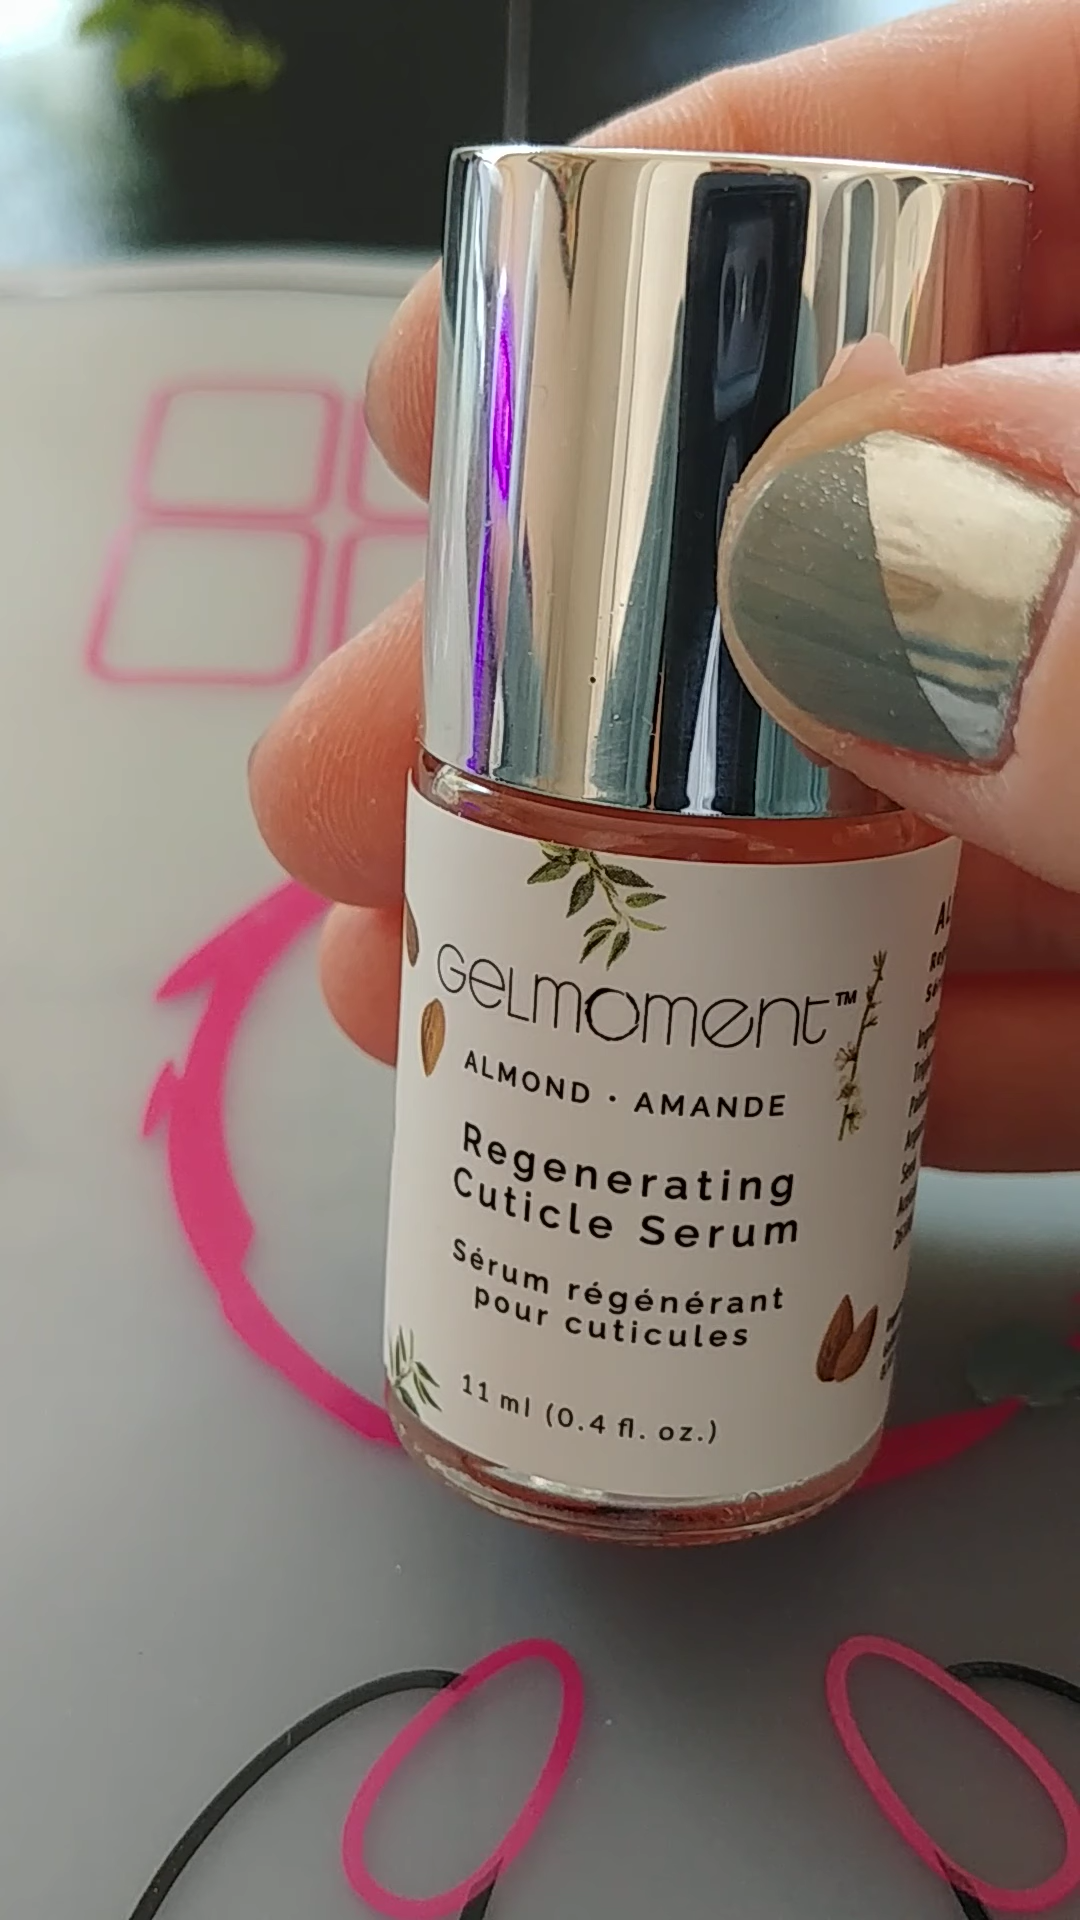 GELMOMENT™
ALMOND · AMANDE
Regenerating
Cuticle Serum
Sérum régénérant
pour cuticules
11 ml (0.4 fl. oz.)